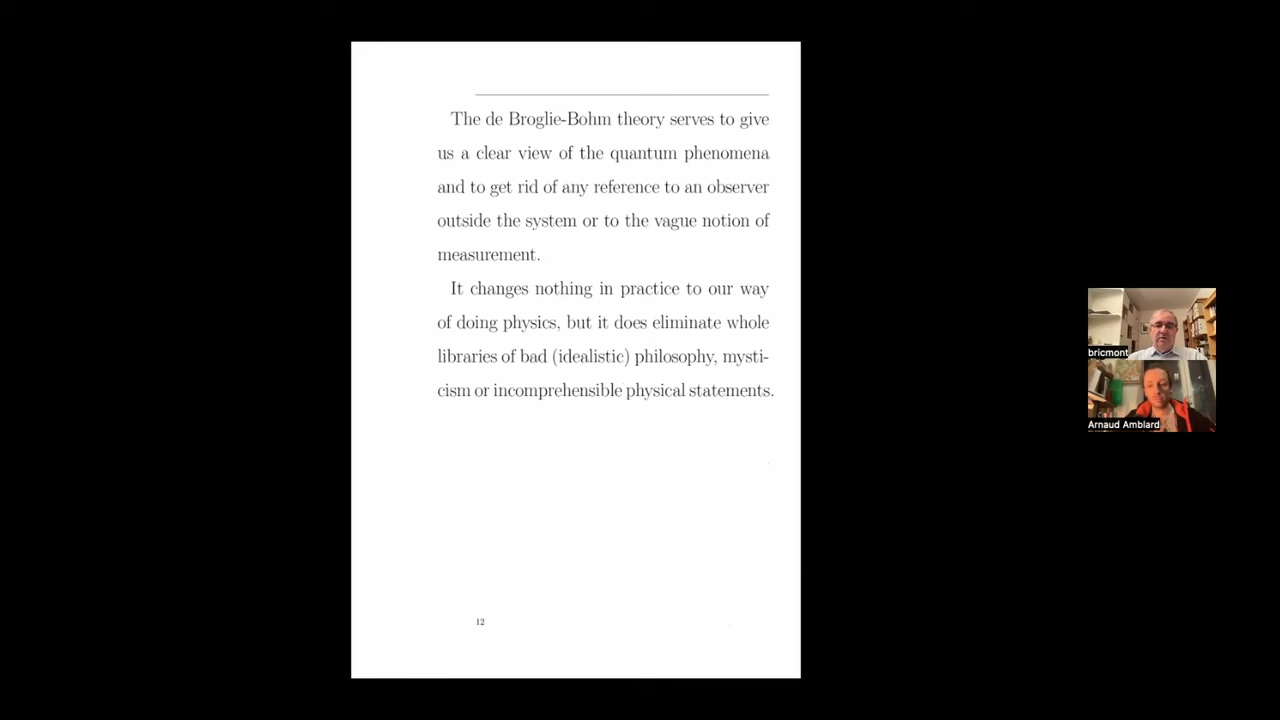 The de Broglie-Bohm theory serves to give
us a clear view of the quantum phenomena
and to get rid of any reference to an observer
outside the system or to the vague notion of
measurement.
It changes nothing in practice to our way
of doing physics, but it does eliminate whole
libraries of bad (idealistic) philosophy, mysti-
cism or incomprehensible physical statements.
12
bricmont
Arnaud Amblard